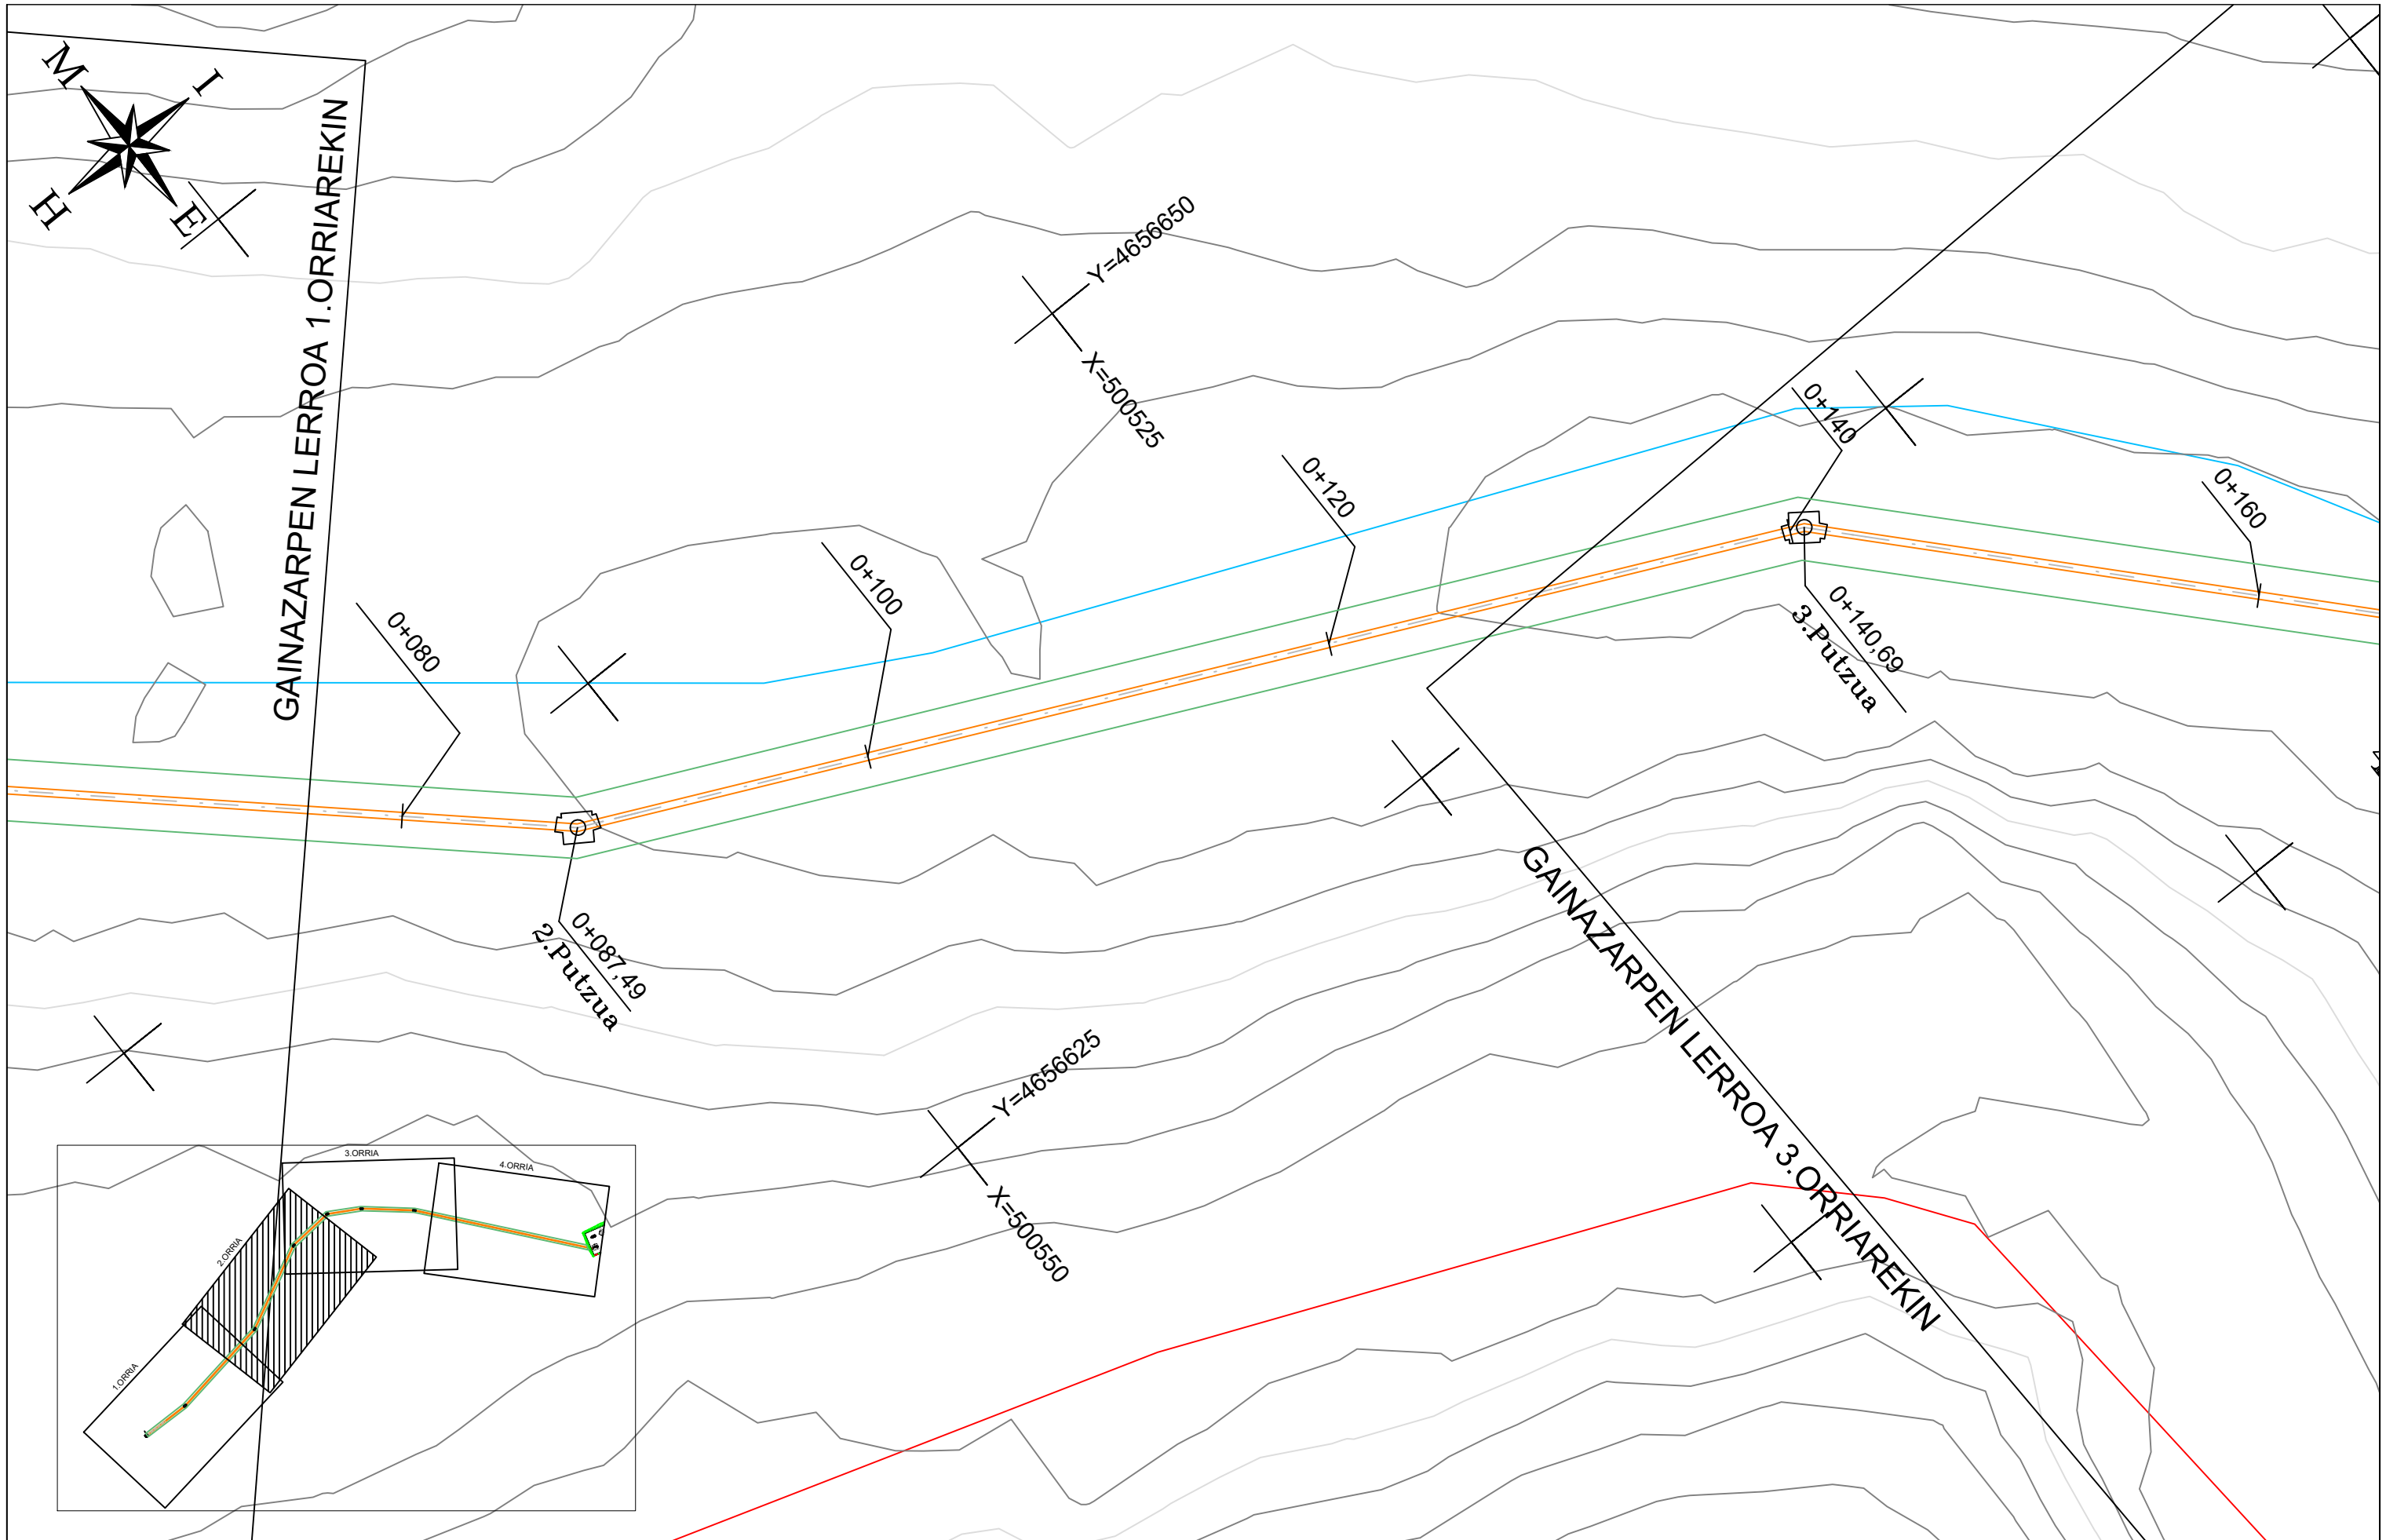 M
I
H
E
GAINAZARPEN LERROA 1.ORRIAREKIN
Y=4656650
X=500525
0+080
0+100
0+120
0+140
0+160
0+140,69
3.Putzua
0+087,49
2.Putzua
Y=4656625
X=500550
GAINAZARPEN LERROA 3.ORRIAREKIN
3.ORRIA
4.ORRIA
2.ORRIA
1.ORRIA